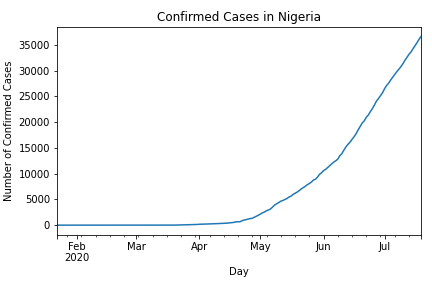 Confirmed Cases in Nigeria
Number of Confirmed Cases
35000
30000
25000
20000
15000
10000
5000
0
Feb Mar Apr May Jun Jul
2020
Day